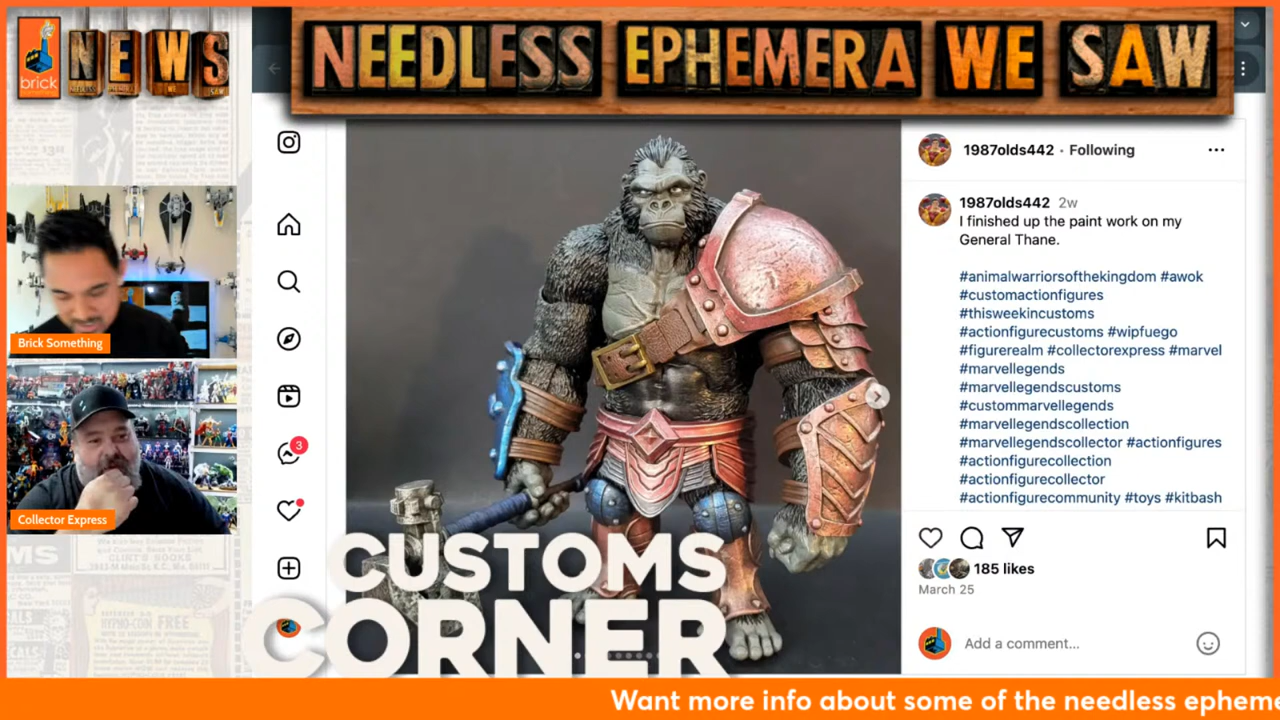 brick
NEWS
NEEDLESS EPHEMERA WE SAW
Brick Something
Collector Express
1987olds442 · Following
1987olds442 2w
I finished up the paint work on my
General Thane.
#animalwarriorsofthekingdom #awok
#customactionfigures
#thisweekincustoms
#actionfigurecustoms #wipfuego
#figurerealm #collectorexpress #marvel
#marvellegends
#marvellegendscustoms
#custommarvellegends
#marvellegendscollection
#marvellegendscollector #actionfigures
#actionfigurecollection
#actionfigurecollector
#actionfigurecommunity #toys #kitbash
3
185 likes
March 25
Add a comment...
CUSTOMS
CORNER
Want more info about some of the needless epheme